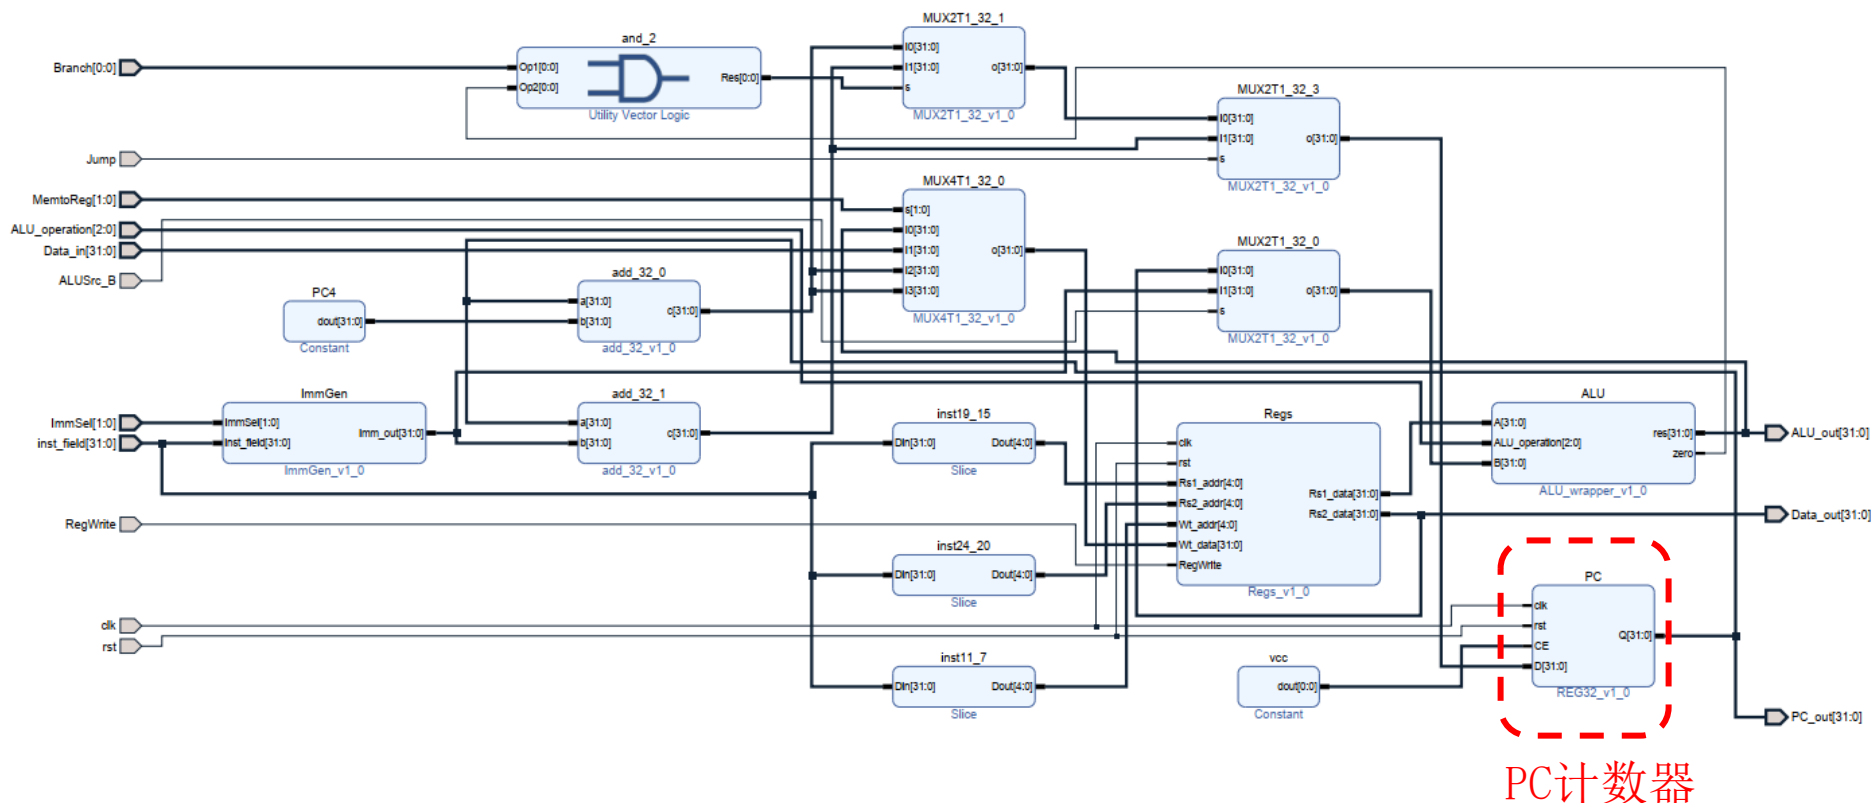 MUX2T1_32_1
I0[31:0]
I1[31:0]
s
o[31:0]
MUX2T1_32_v1_0
and_2
Op1[0:0]
Op2[0:0]
Res[0:0]
Utility Vector Logic
Branch[0:0]
Jump
MemtoReg[1:0]
ALU_operation[2:0]
Data_in[31:0]
ALUSrc_B
MUX2T1_32_3
I0[31:0]
I1[31:0]
s
o[31:0]
MUX2T1_32_v1_0
MUX4T1_32_0
s[1:0]
I0[31:0]
I1[31:0]
I2[31:0]
I3[31:0]
o[31:0]
MUX4T1_32_v1_0
MUX2T1_32_0
I0[31:0]
I1[31:0]
s
o[31:0]
MUX2T1_32_v1_0
PC4
dout[31:0]
Constant
add_32_0
a[31:0]
b[31:0]
c[31:0]
add_32_v1_0
ImmSel[1:0]
inst_field[31:0]
ImmGen
ImmSel[1:0]
Inst_field[31:0]
Imm_out[31:0]
ImmGen_v1_0
add_32_1
a[31:0]
b[31:0]
c[31:0]
add_32_v1_0
inst19_15
Din[31:0]
Dout[4:0]
Slice
Regs
clk
rst
Rs1_addr[4:0]
Rs2_addr[4:0]
Wt_addr[4:0]
Wt_data[31:0]
RegWrite
Rs1_data[31:0]
Rs2_data[31:0]
Regs_v1_0
ALU
A[31:0]
ALU_operation[2:0]
B[31:0]
res[31:0]
zero
ALU_wrapper_v1_0
ALU_out[31:0]
Data_out[31:0]
RegWrite
inst24_20
Din[31:0]
Dout[4:0]
Slice
clk
rst
inst11_7
Din[31:0]
Dout[4:0]
Slice
vcc
dout[0:0]
Constant
PC
clk
rst
CE
D[31:0]
Q[31:0]
REG32_v1_0
PC_out[31:0]
PC计数器